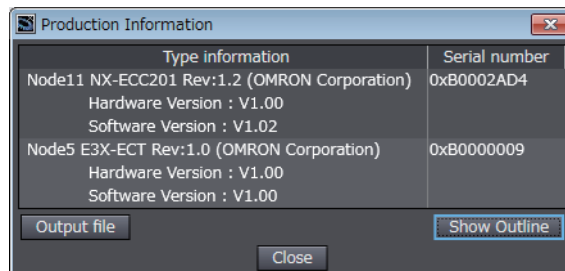 Production Information
Type information Serial number
Node11 NX-ECC201 Rev:1.2 (OMRON Corporation) 0xB0002AD4
Hardware Version : V1.00
Software Version : V1.02
Node5 E3X-ECT Rev:1.0 (OMRON Corporation) 0xB0000009
Hardware Version : V1.00
Software Version : V1.00
Output file Show Outline
Close